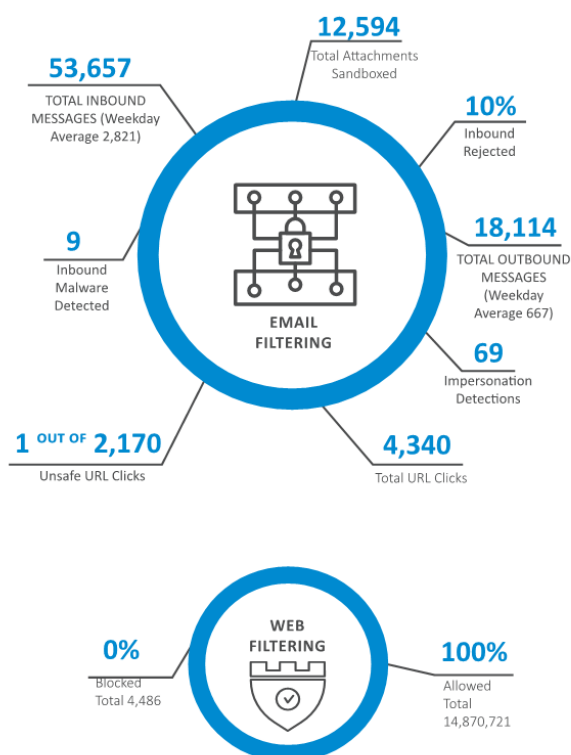 12,594
Total Attachments
Sandboxed
53,657
TOTAL INBOUND
MESSAGES (Weekday
Average 2,821)
10%
Inbound
Rejected
9
Inbound
Malware
Detected
18,114
TOTAL OUTBOUND
MESSAGES
(Weekday
Average 667)
EMAIL
FILTERING
69
Impersonation
Detections
1 OUT OF 2,170
Unsafe URL Clicks
4,340
Total URL Clicks
WEB
FILTERING
0%
Blocked
Total 4,486
100%
Allowed
Total
14,870,721